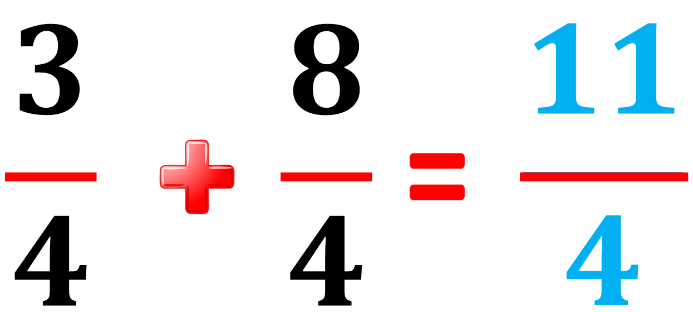 3/4 + 8/4 = 11/4